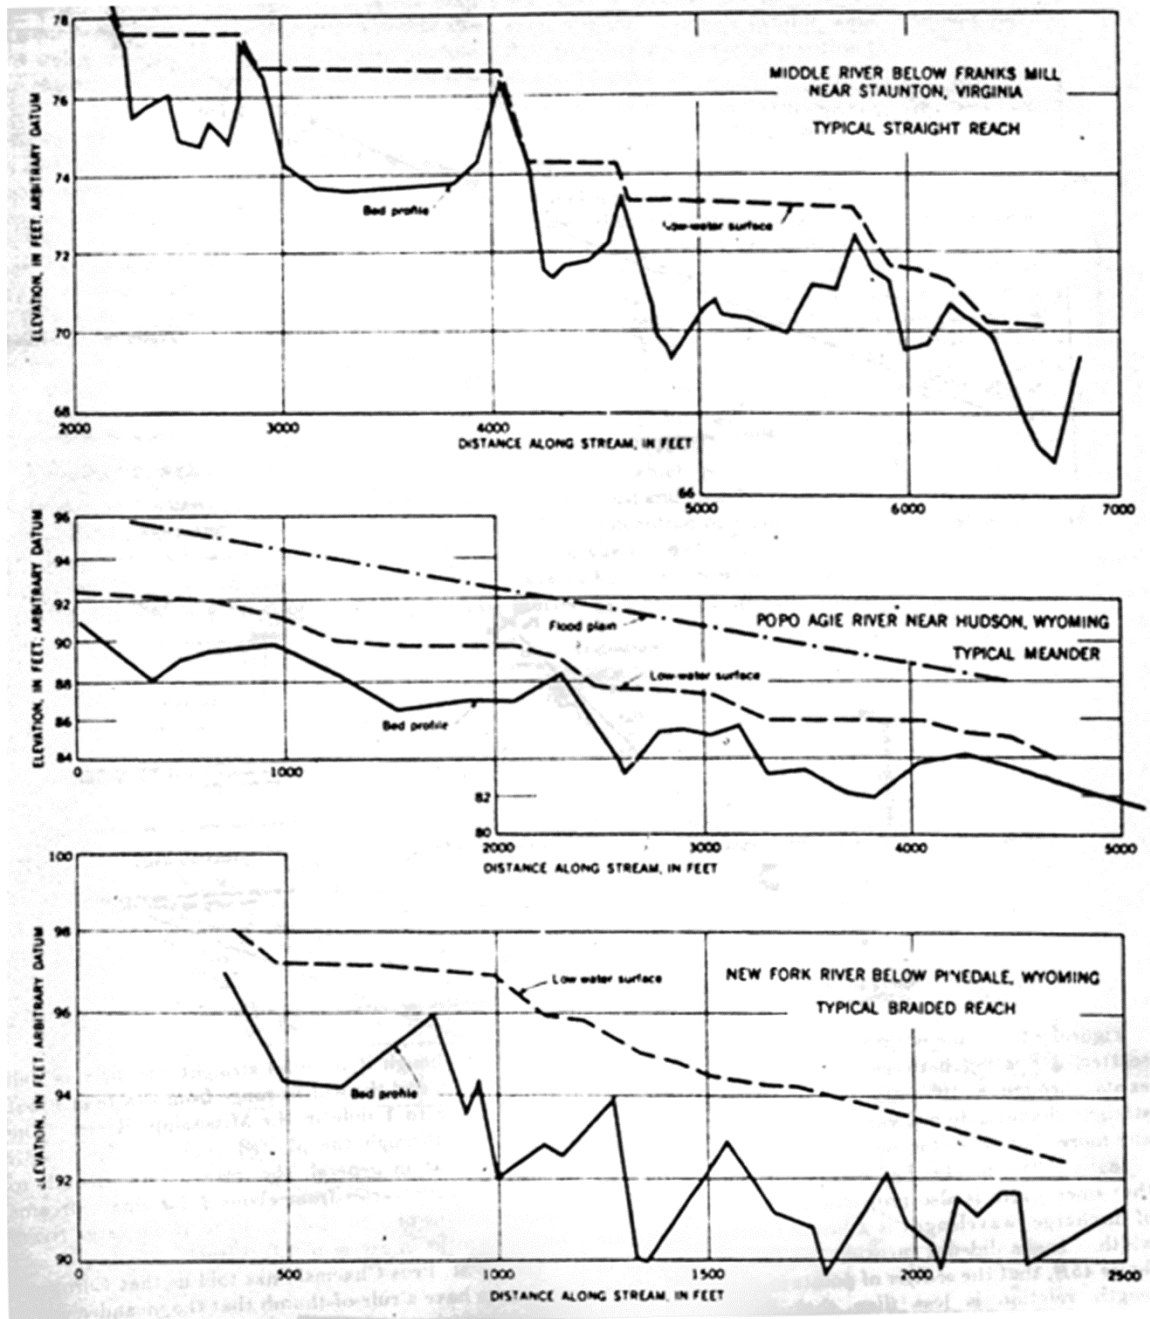 78
76
74
72
70
68
ELEVATION, IN FEET, ARBITRARY DATUM
MIDDLE RIVER BELOW FRANKS MILL
NEAR STAUNTON, VIRGINIA
TYPICAL STRAIGHT REACH
Bed profile
Low-water surface
2000 3000 4000
DISTANCE ALONG STREAM, IN FEET
66
5000 6000 7000
96
94
92
90
88
86
84
ELEVATION, IN FEET, ARBITRARY DATUM
Flood plain
POPO AGIE RIVER NEAR HUDSON, WYOMING
TYPICAL MEANDER
Low-water surface
Bed profile
0 1000
82
80
2000 3000 4000 5000
DISTANCE ALONG STREAM, IN FEET
100
98
96
94
92
90
ELEVATION, IN FEET ARBITRARY DATUM
Low-water surface
NEW FORK RIVER BELOW PINEDALE, WYOMING
TYPICAL BRAIDED REACH
Bed profile
0 500 1000 1500 2000 2500
DISTANCE ALONG STREAM, IN FEET